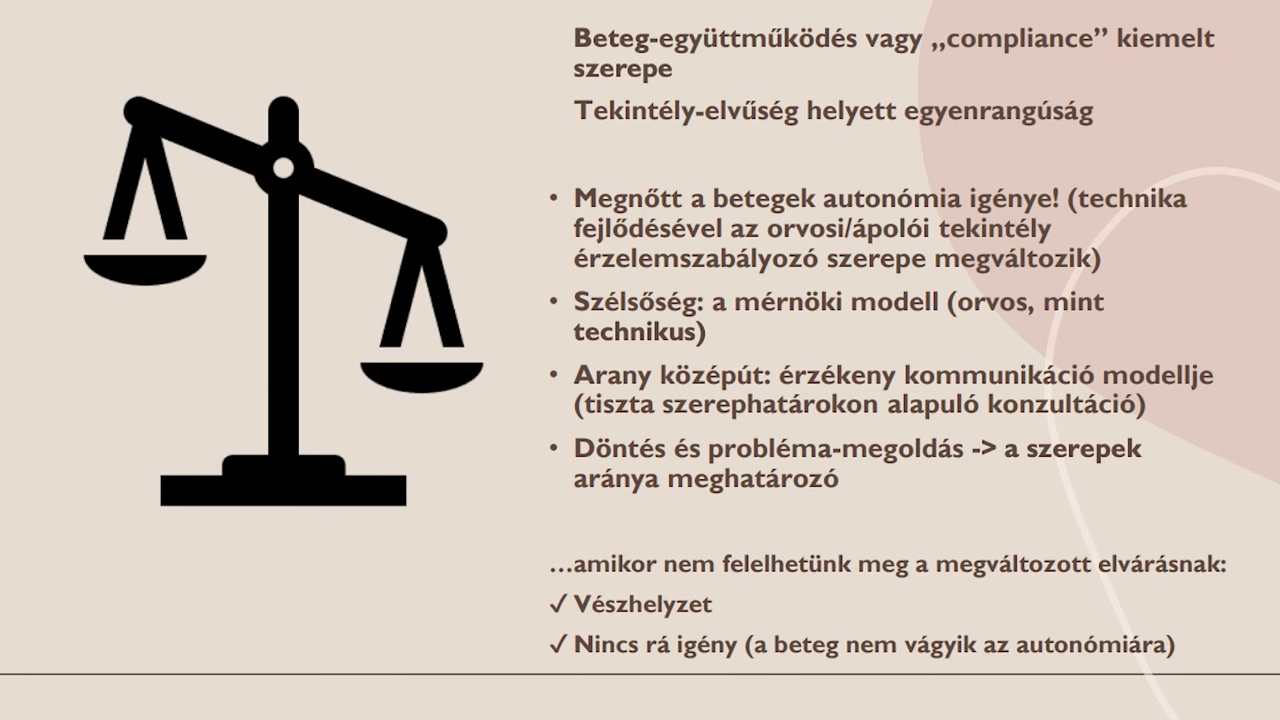 Beteg-együttműködés vagy „compliance” kiemelt
szerepe
Tekintély-elvűség helyett egyenrangúság
• Megnőtt a betegek autonómia igénye! (technika
fejlődésével az orvosi/ápolói tekintély
érzelemszabályozó szerepe megváltozik)
• Szélsőség: a mérnöki modell (orvos, mint
technikus)
• Arany középút: érzékeny kommunikáció modellje
(tiszta szerephatárokon alapuló konzultáció)
• Döntés és probléma-megoldás -> a szerepek
aránya meghatározó
…amikor nem felelhetünk meg a megváltozott elvárásnak:
✓ Vészhelyzet
✓ Nincs rá igény (a beteg nem vágyik az autonómiára)